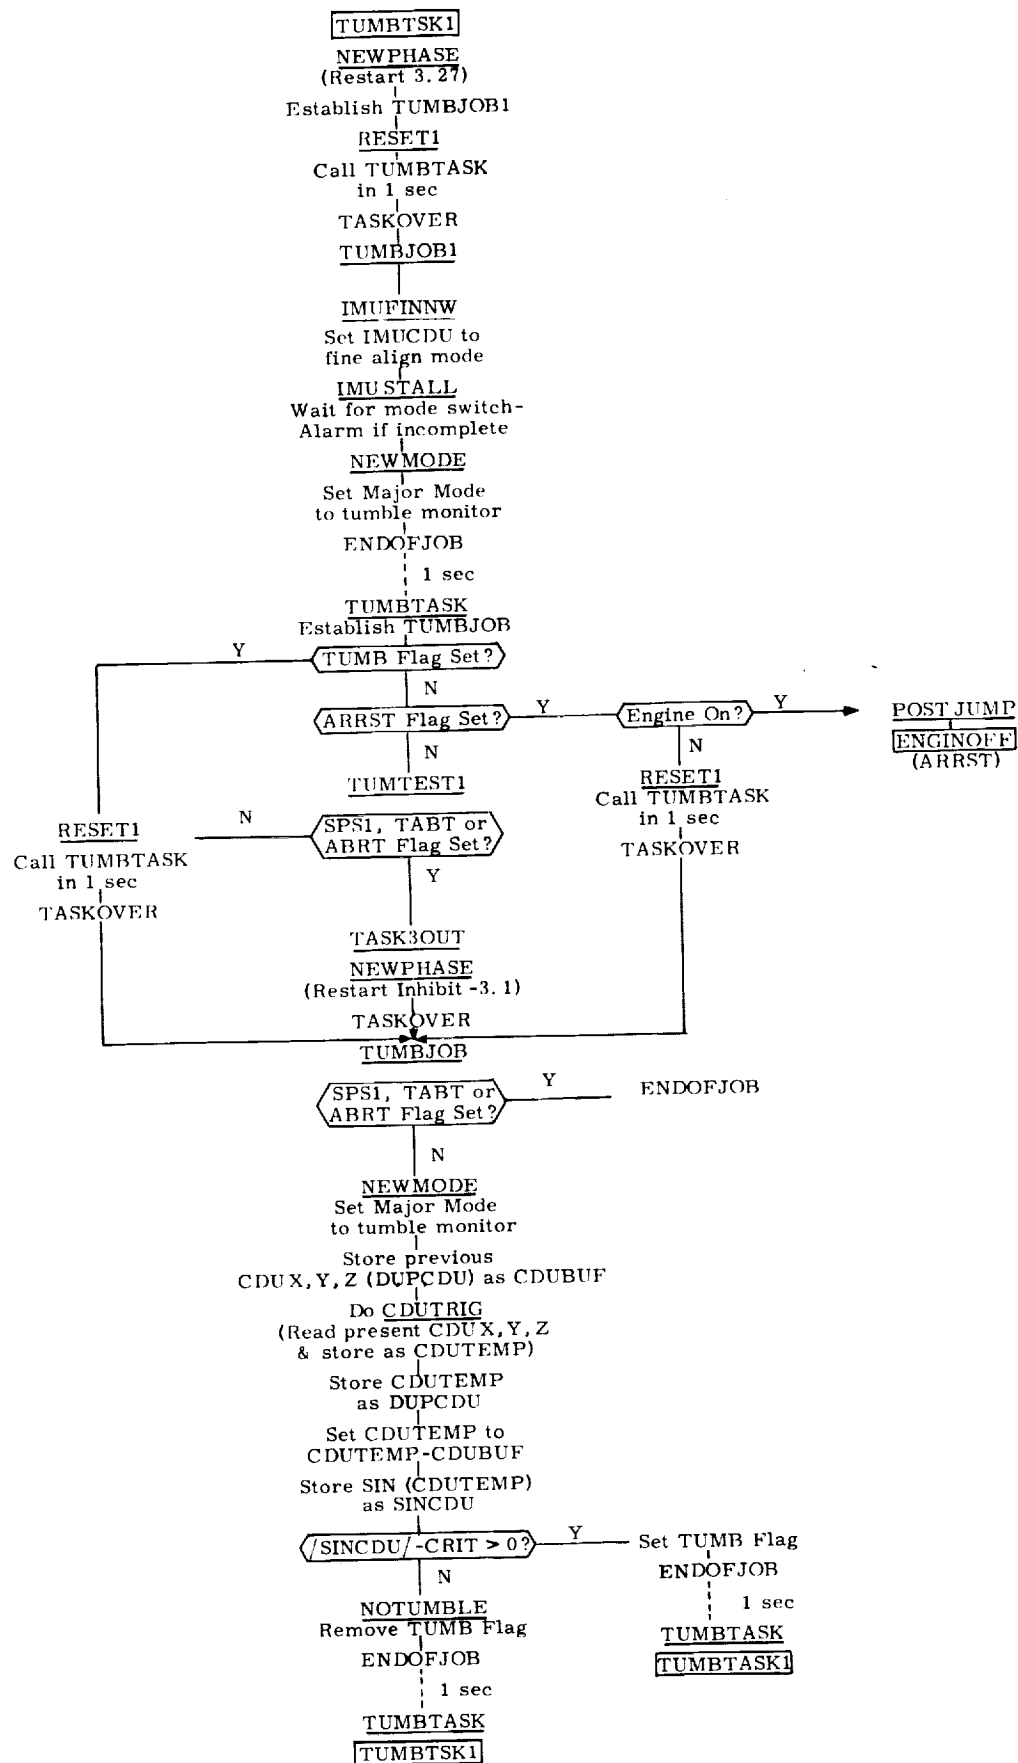 TUMBTSK1
NEWPHASE
(Restart 3.27)
Establish TUMBJOB1
RESET1
Call TUMBTASK
in 1 sec
TASKOVER
TUMBJOB1
IMUFINNW
Set IMUCDU to
fine align mode
IMUSTALL
Wait for mode switch-
Alarm if incomplete
NEWMODE
Set Major Mode
to tumble monitor
ENDOFJOB
1 sec
TUMBTASK
Establish TUMBJOB
Y
TUMB Flag Set?
N
ARRST Flag Set?
Y
Engine On?
Y
POSTJUMP
ENGINOFF
(ARRST)
N
N
TUMTEST1
RESET1
Call TUMBTASK
in 1 sec
TASKOVER
SPS1, TABT or
ABRT Flag Set?
N
RESET1
Call TUMBTASK
in 1 sec
TASKOVER
Y
TASK3OUT
NEWPHASE
(Restart Inhibit -3.1)
TASKOVER
TUMBJOB
SPS1, TABT or
ABRT Flag Set?
Y
ENDOFJOB
N
NEWMODE
Set Major Mode
to tumble monitor
Store previous
CDUX, Y, Z (DUPCDU) as CDUBUF
Do CDUTRIG
(Read present CDUX, Y, Z
& store as CDUTEMP)
Store CDUTEMP
as DUPCDU
Set CDUTEMP to
CDUTEMP-CDUBUF
Store SIN (CDUTEMP)
as SINCDU
/SINCDU/-CRIT > 0?
Y
Set TUMB Flag
ENDOFJOB
1 sec
TUMBTASK
TUMBTASK1
N
NOTUMBLE
Remove TUMB Flag
ENDOFJOB
1 sec
TUMBTASK
TUMBTSK1